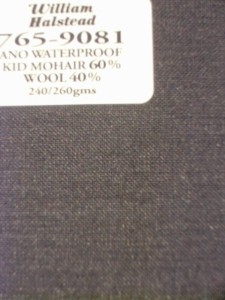 William
Halstead
765-9081
ANO WATERPROOF
KID MOHAIR 60%
WOOL 40%
240/260gms